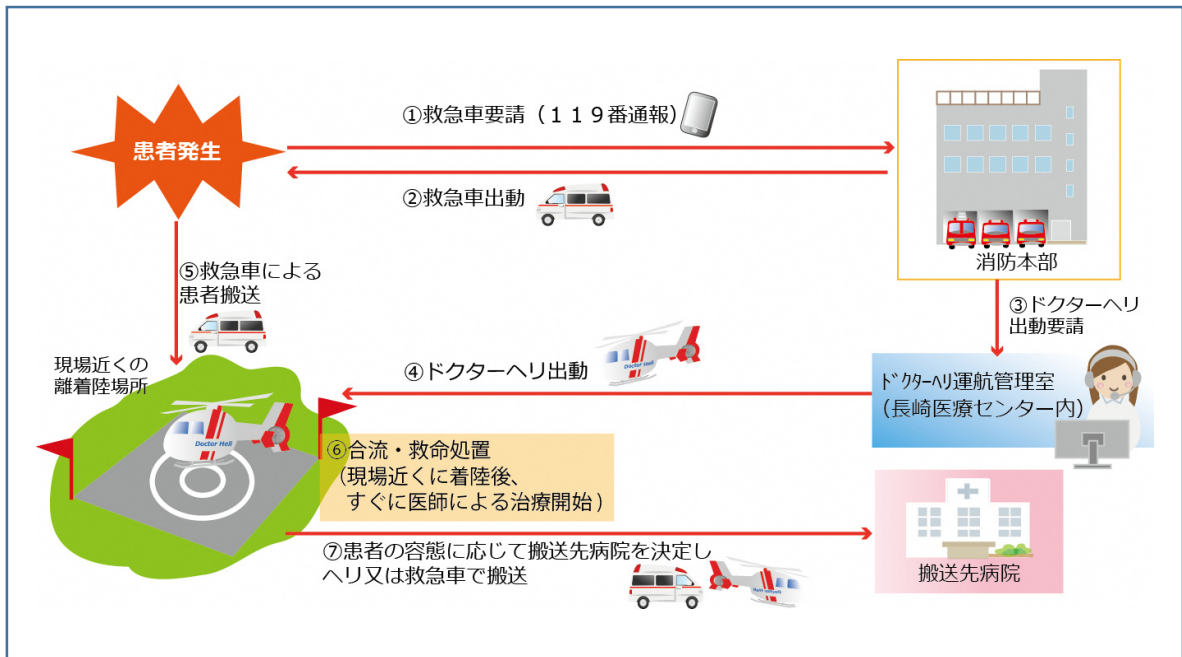 患者発生
①救急車要請（１１９番通報）
②救急車出動
消防本部
③ドクターヘリ
出動要請
ﾄﾞｸﾀｰﾍﾘ運航管理室
（長崎医療センター内）
④ドクターヘリ出動
⑤救急車による
患者搬送
現場近くの
離着陸場所
Doctor Heli
⑥合流・救命処置
（現場近くに着陸後、
すぐに医師による治療開始）
⑦患者の容態に応じて搬送先病院を決定し
ヘリ又は救急車で搬送
搬送先病院